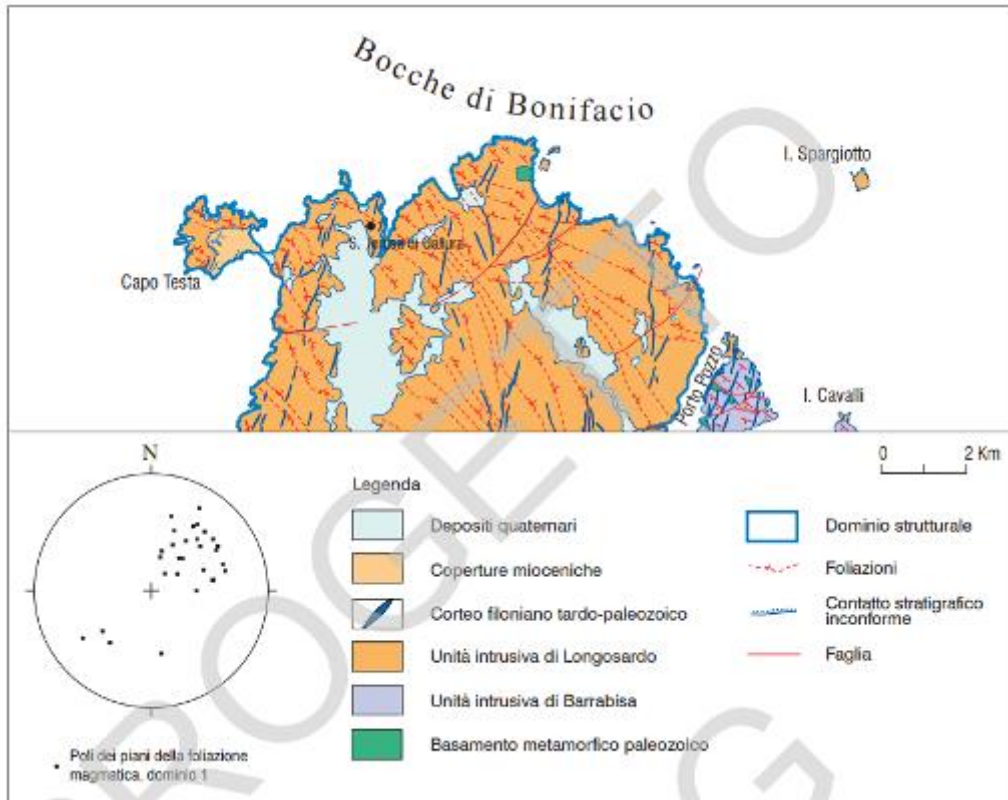 Bocche di Bonifacio
I. Spargiotto
S. Teresa di Gallura
Capo Testa
Porto Pozzo
I. Cavalli
0 2 Km
N
Legenda
Depositi quaternari
Coperture mioceniche
Corteo filoniano tardo-paleozoico
Unità intrusiva di Longosardo
Unità intrusiva di Barrabisa
Basamento metamorfico paleozoico
Dominio strutturale
Foliazioni
Contatto stratigrafico
inconforme
Faglia
Poli dei piani della foliazione
magmatica, dominio 1
PROGETTO
G